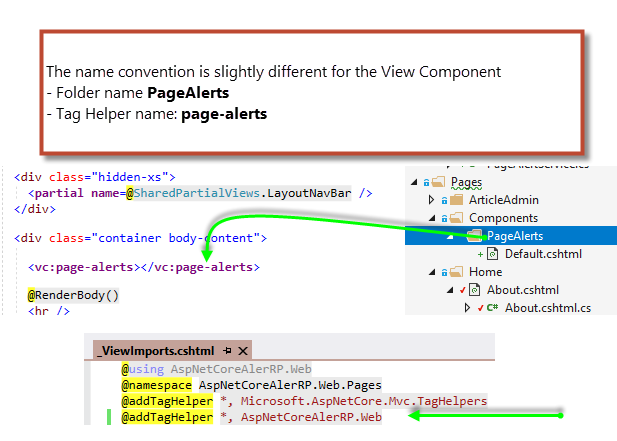 The name convention is slightly different for the View Component
- Folder name PageAlerts
- Tag Helper name: page-alerts
<div class="hidden-xs">
<partial name=@SharedPartialViews.LayoutNavBar />
</div>
<div class="container body-content">
<vc:page-alerts></vc:page-alerts>
@RenderBody()
<hr />
Pages
ArticleAdmin
Components
PageAlerts
+ Default.cshtml
Home
About.cshtml
C# About.cshtml.cs
_ViewImports.cshtml
@using AspNetCoreAlerRP.Web
@namespace AspNetCoreAlerRP.Web.Pages
@addTagHelper *, Microsoft.AspNetCore.Mvc.TagHelpers
@addTagHelper *, AspNetCoreAlerRP.Web